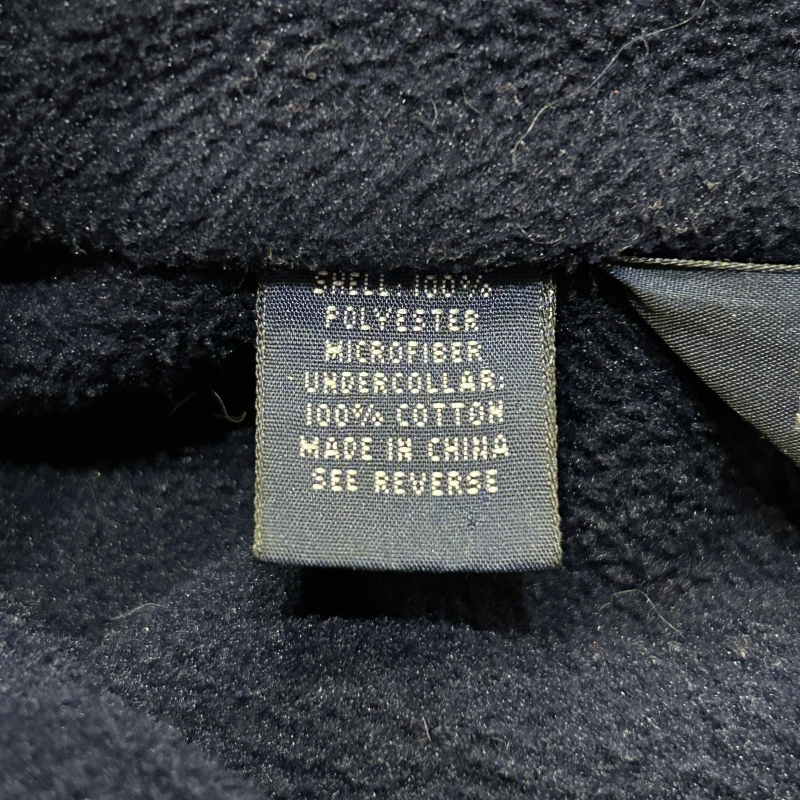 SHELL 100%
POLYESTER
MICROFIBER
UNDERCOLLAR:
100% COTTON
MADE IN CHINA
SEE REVERSE